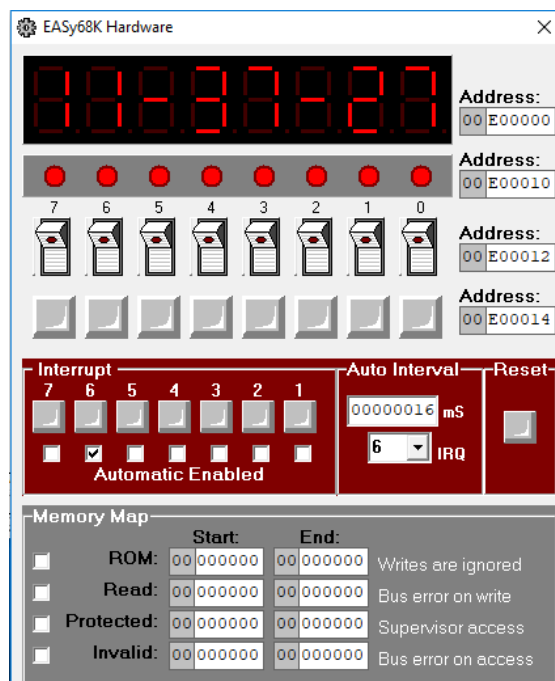 EASy68K Hardware
11-37-27
Address:
00 E00000
Address:
00 E00010
7 6 5 4 3 2 1 0
Address:
00 E00012
Address:
00 E00014
Interrupt
7 6 5 4 3 2 1
Automatic Enabled
Auto Interval
00000016 mS
6 IRQ
Reset
Memory Map
Start: End:
ROM: 00 000000 00 000000 Writes are ignored
Read: 00 000000 00 000000 Bus error on write
Protected: 00 000000 00 000000 Supervisor access
Invalid: 00 000000 00 000000 Bus error on access